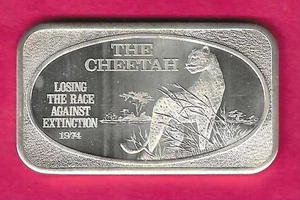 THE
CHEETAH
LOSING
THE RACE
AGAINST
EXTINCTION
1974